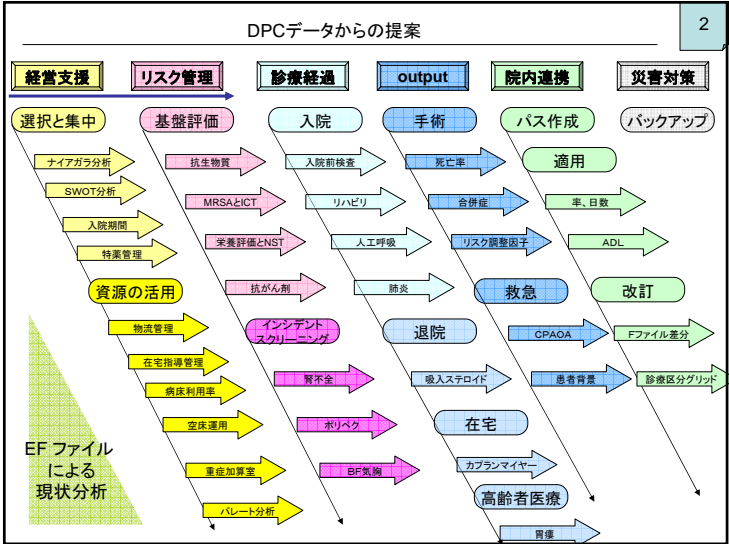 DPCデータからの提案
2
経営支援
リスク管理
診療経過
output
院内連携
災害対策
選択と集中
ナイアガラ分析
SWOT分析
入院期間
特薬管理
資源の活用
物流管理
在宅指導管理
病床利用率
空床運用
重症加算室
パレート分析
EF ファイル
による
現状分析
基盤評価
抗生物質
MRSAとICT
栄養評価とNST
抗がん剤
インシデント
スクリーニング
腎不全
ポリペク
BF気胸
入院
入院前検査
リハビリ
人工呼吸
肺炎
退院
吸入ステロイド
在宅
カプランマイヤー
高齢者医療
胃瘻
手術
死亡率
合併症
リスク調整因子
救急
CPAOA
患者背景
パス作成
適用
率、日数
ADL
改訂
Fファイル差分
診療区分グリッド
バックアップ